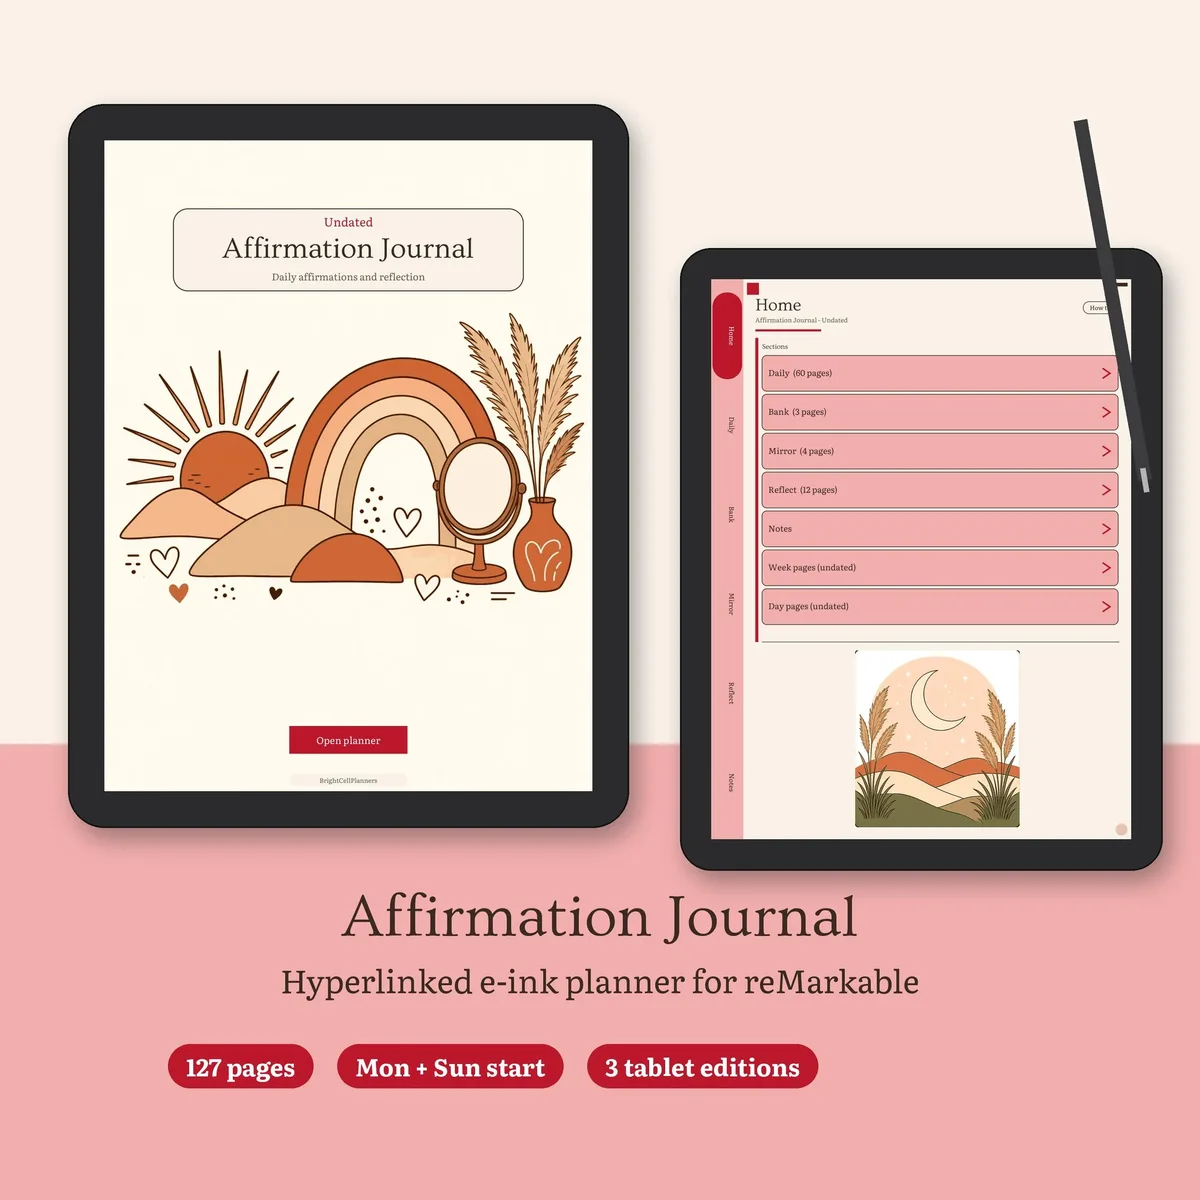 Undated
Affirmation Journal
Daily affirmations and reflection
Open planner
BrightCellPlanners
Home
Daily
Bank
Mirror
Reflect
Notes
Home
Affirmation Journal - Undated
How
Sections
Daily (60 pages)
Bank (3 pages)
Mirror (4 pages)
Reflect (12 pages)
Notes
Week pages (undated)
Day pages (undated)
Affirmation Journal
Hyperlinked e-ink planner for reMarkable
127 pages
Mon + Sun start
3 tablet editions